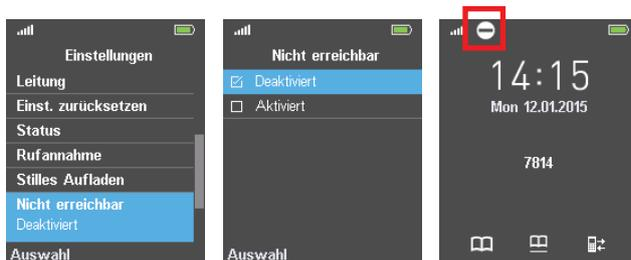 Einstellungen
Leitung
Einst. zurücksetzen
Status
Rufannahme
Stilles Aufladen
Nicht erreichbar
Deaktiviert
Auswahl
Nicht erreichbar
Deaktiviert
Aktiviert
Auswahl
14:15
Mon 12.01.2015
7814